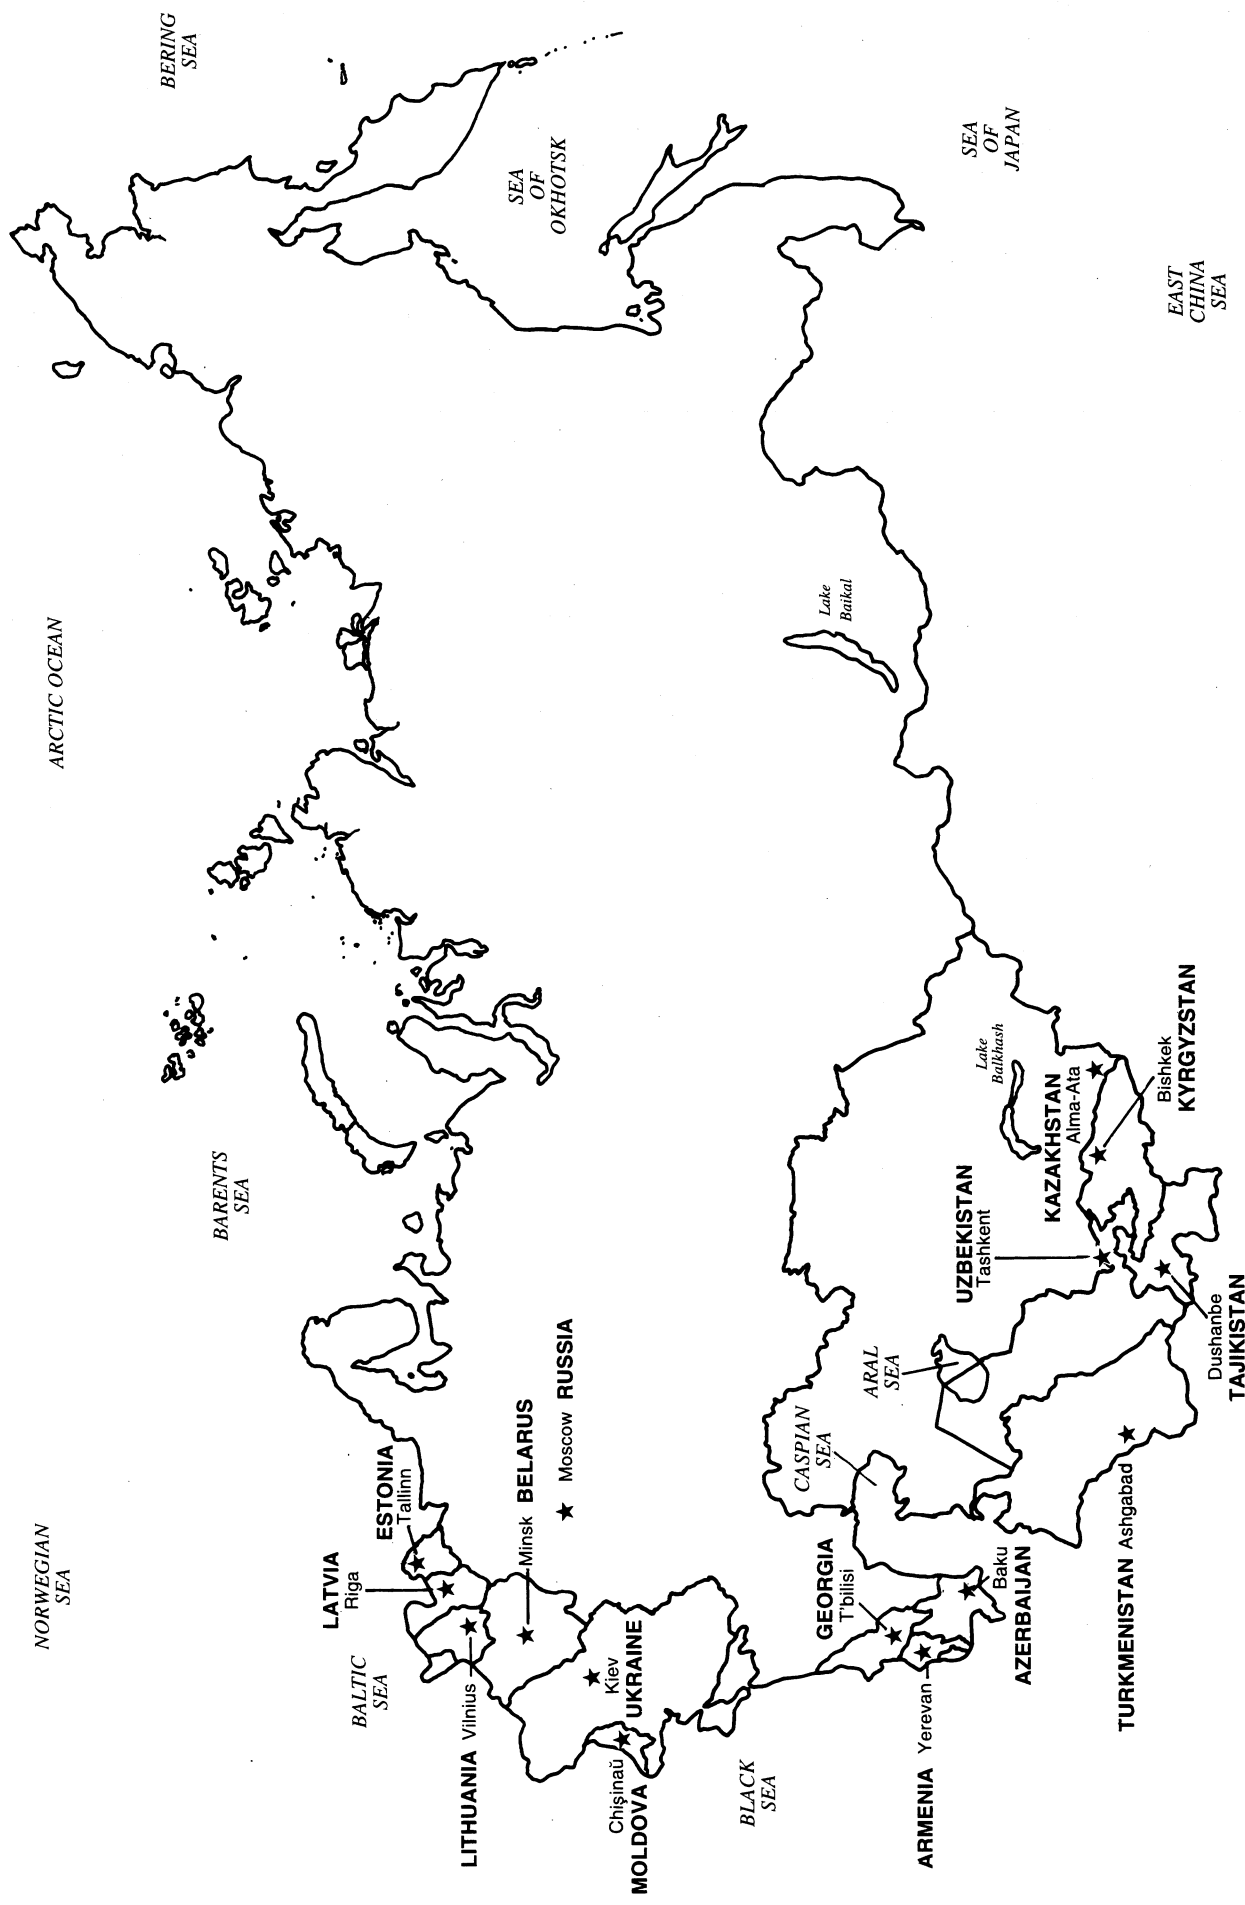 NORWEGIAN
SEA
ARCTIC OCEAN
BERING
SEA
BARENTS
SEA
LATVIA
Riga
ESTONIA
Tallinn
BALTIC
SEA
LITHUANIA Vilnius
Minsk BELARUS
Moscow RUSSIA
SEA
OF
OKHOTSK
Chişinaŭ
MOLDOVA
Kiev
UKRAINE
BLACK
SEA
GEORGIA
T'bilisi
CASPIAN
SEA
ARAL
SEA
Lake
Baikal
ARMENIA Yerevan
Baku
AZERBAIJAN
UZBEKISTAN
Tashkent
Lake
Balkhash
SEA
OF
JAPAN
KAZAKHSTAN
Alma-Ata
TURKMENISTAN Ashgabad
Bishkek
KYRGYZSTAN
Dushanbe
TAJIKISTAN
EAST
CHINA
SEA